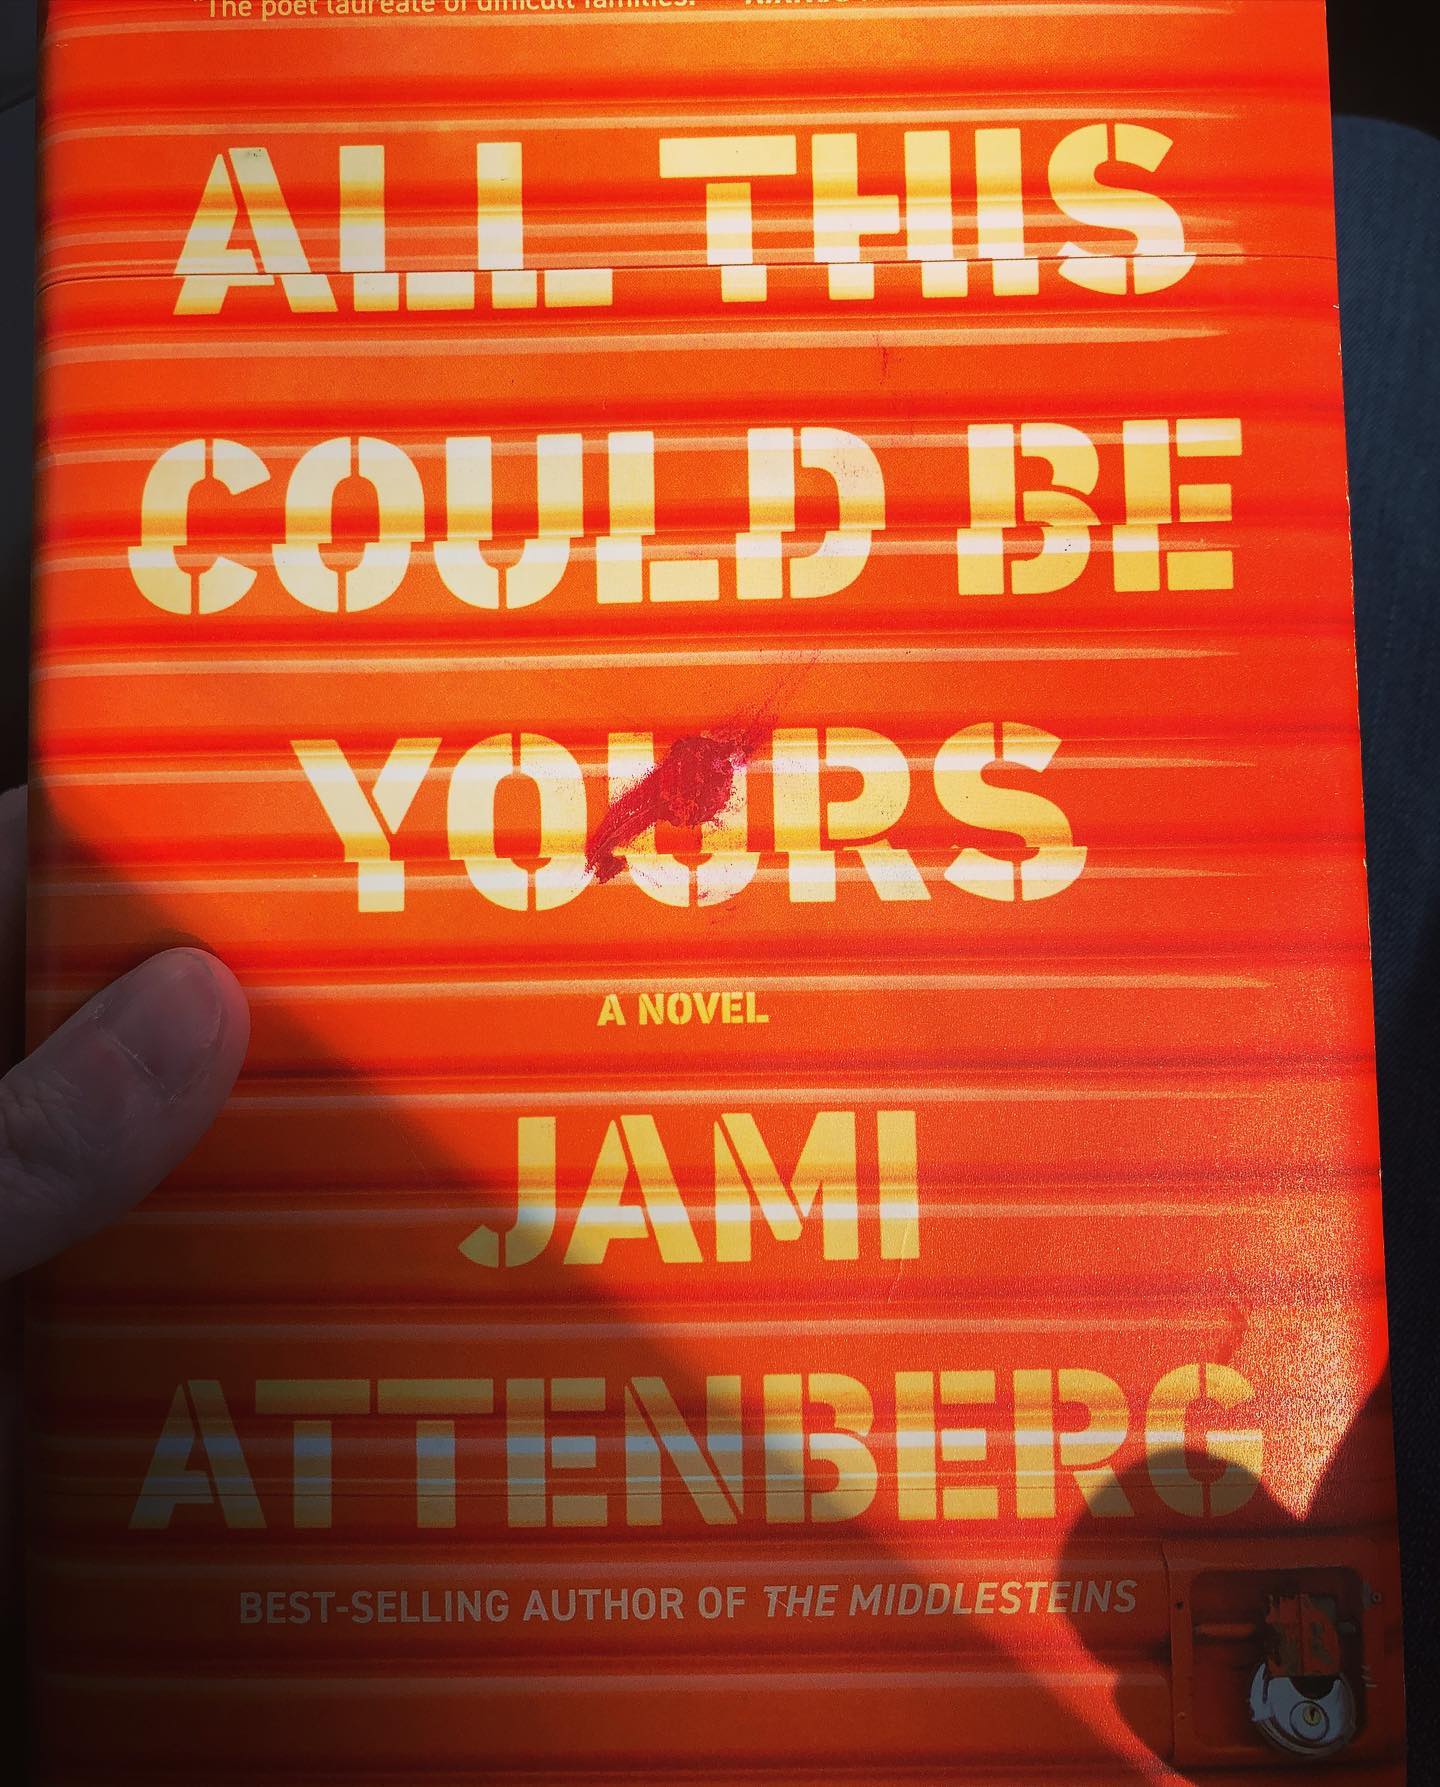 "The poet laureate of difficult families." — KIRKUS
ALL THIS
COULD BE
YOURS
A NOVEL
JAMI
ATTENBERG
BEST-SELLING AUTHOR OF THE MIDDLESTEINS